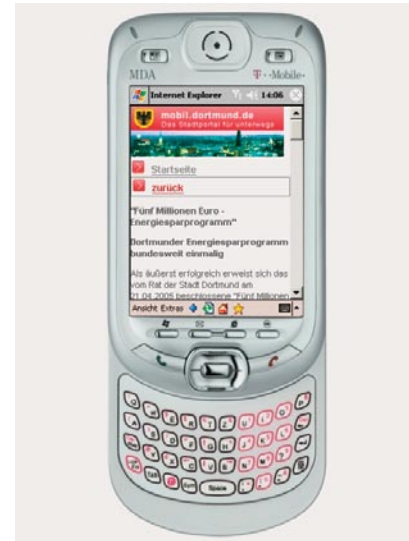 MDA
T··Mobile·
Internet Explorer
14:06
mobil.dortmund.de
Das Stadtportal für unterwegs
Startseite
zurück
"Fünf Millionen Euro -
Energiesparprogramm"
Dortmunder Energiesparprogramm
bundesweit einmalig
Als äußerst erfolgreich erweist sich das
vom Rat der Stadt Dortmund am
21.04.2005 beschlossene "Fünf Millionen
Ansicht Extras
Space